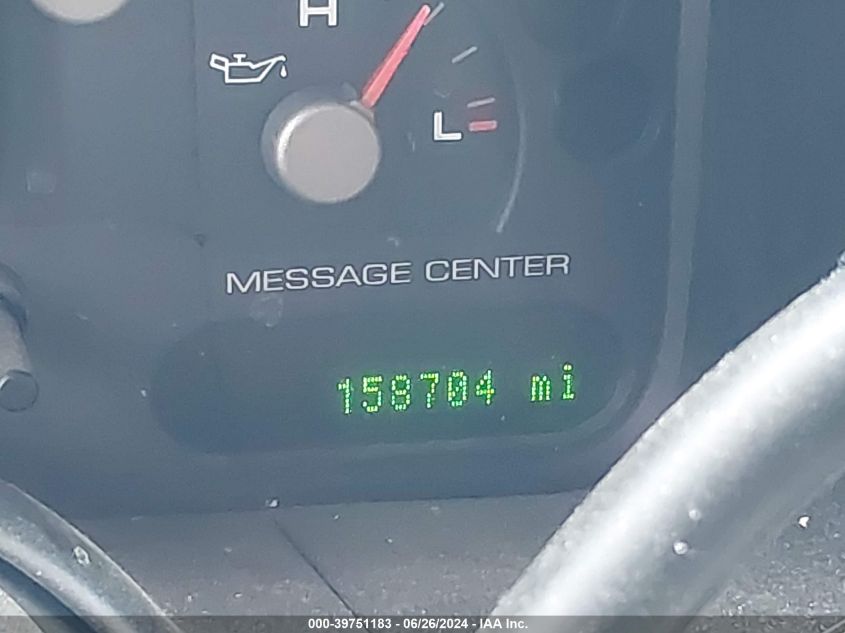 H
L
MESSAGE CENTER
158704 mi
000-39751183 - 06/26/2024 - IAA Inc.